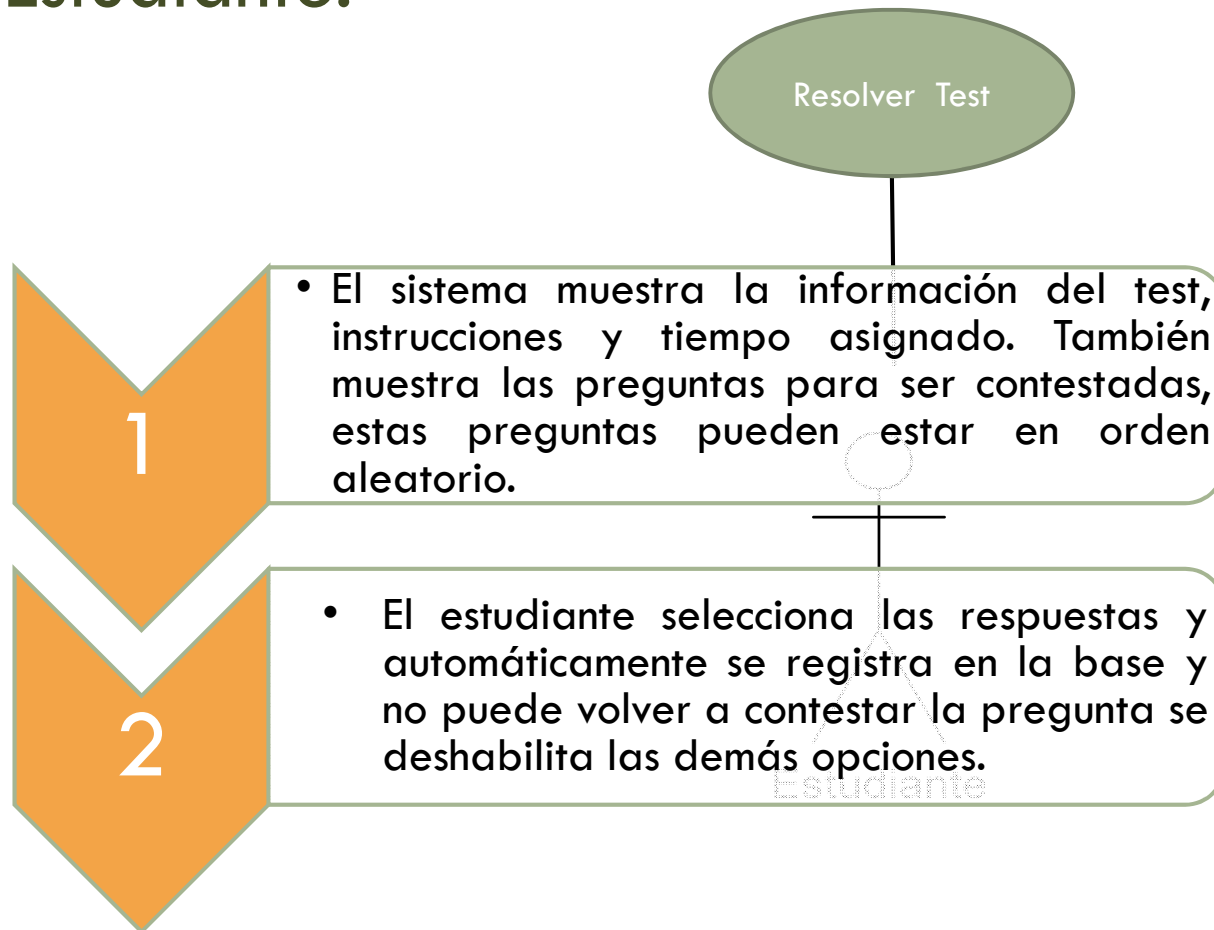 Estudiante.
Resolver Test
1
• El sistema muestra la información del test,
instrucciones y tiempo asignado. También
muestra las preguntas para ser contestadas,
estas preguntas pueden estar en orden
aleatorio.
2
• El estudiante selecciona las respuestas y
automáticamente se registra en la base y
no puede volver a contestar la pregunta se
deshabilita las demás opciones.
Estudiante